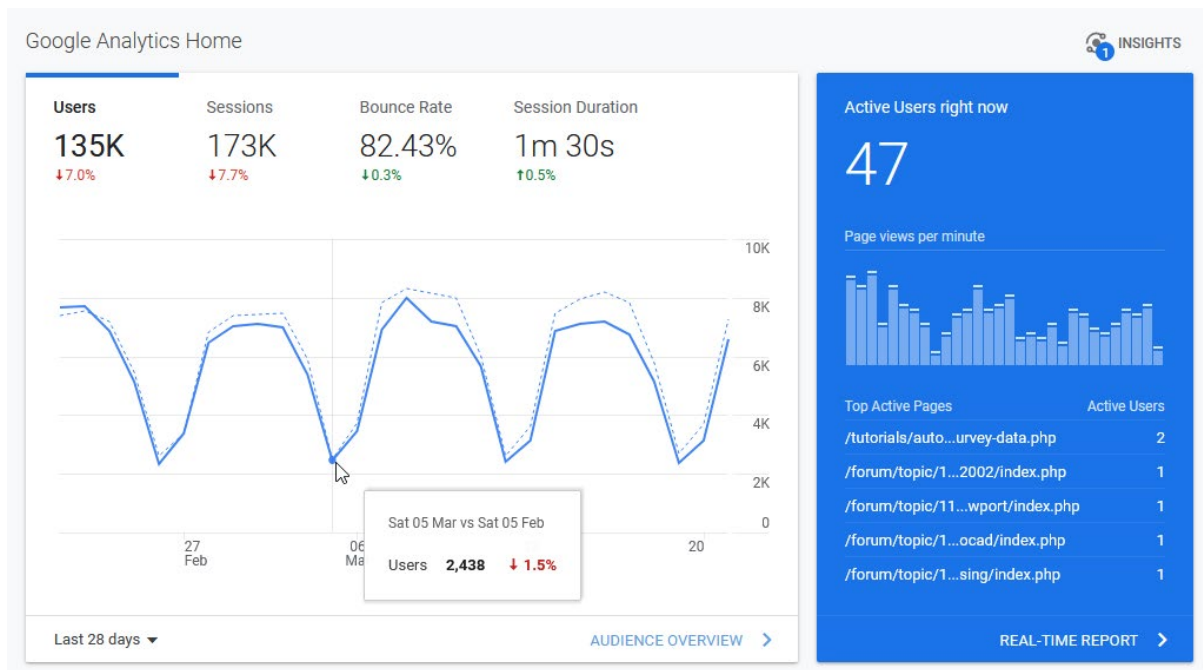 Google Analytics Home
INSIGHTS
1
Users
Sessions
Bounce Rate
Session Duration
135K
173K
82.43%
1m 30s
↓7.0%
↓7.7%
↓0.3%
↑0.5%
10K
8K
6K
4K
2K
0
27
Feb
06
Ma
20
Sat 05 Mar vs Sat 05 Feb
Users 2,438 ↓ 1.5%
Last 28 days
AUDIENCE OVERVIEW
Active Users right now
47
Page views per minute
Top Active Pages Active Users
/tutorials/auto...urvey-data.php 2
/forum/topic/1...2002/index.php 1
/forum/topic/11...wport/index.php 1
/forum/topic/1...ocad/index.php 1
/forum/topic/1...sing/index.php 1
REAL-TIME REPORT